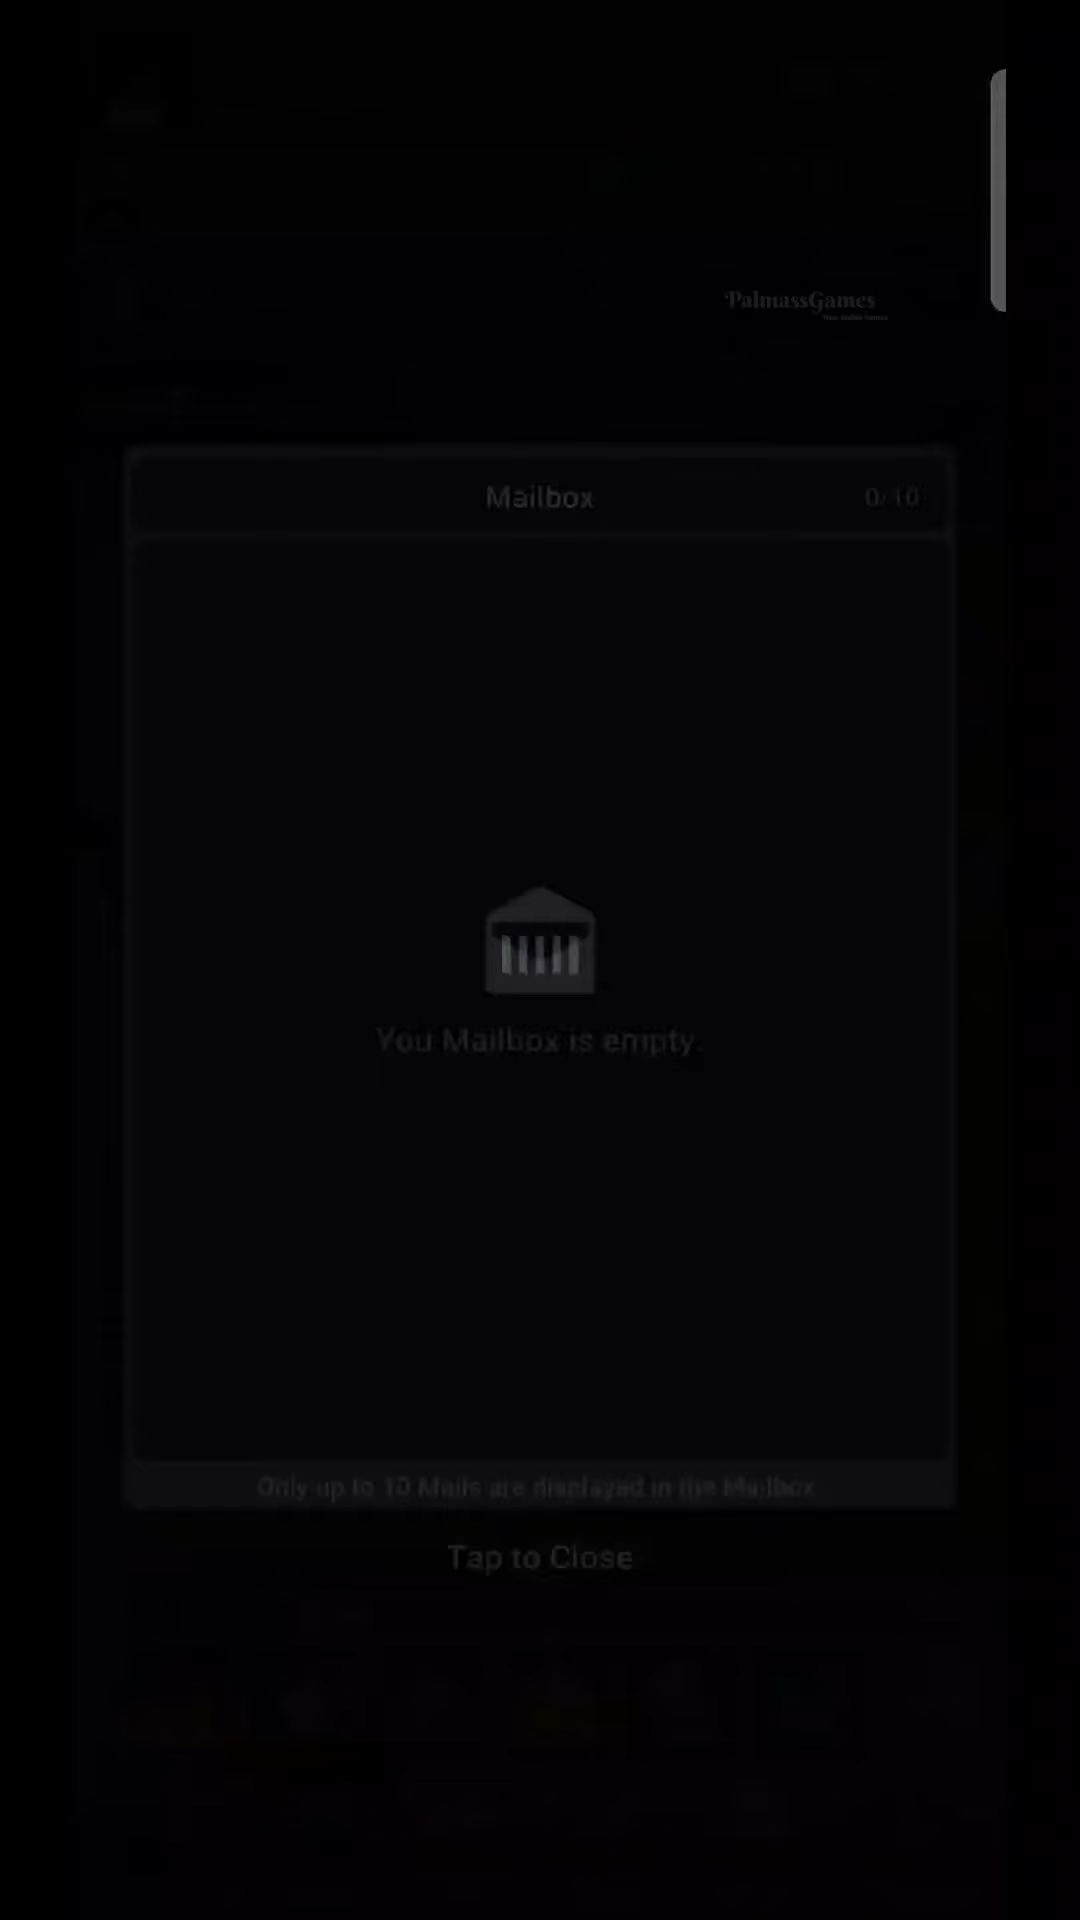 PalmassGames
Mailbox
0/10
You Mailbox is empty.
Only up to 10 Mails are displayed in the Mailbox
Tap to Close